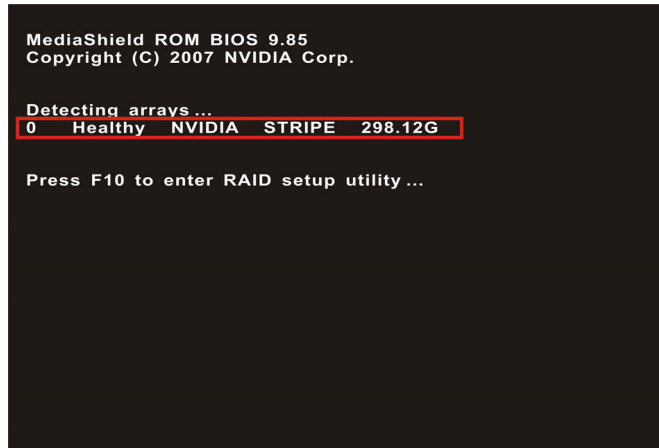 MediaShield ROM BIOS 9.85
Copyright (C) 2007 NVIDIA Corp.
Detecting arrays ...
0 Healthy NVIDIA STRIPE 298.12G
Press F10 to enter RAID setup utility ...